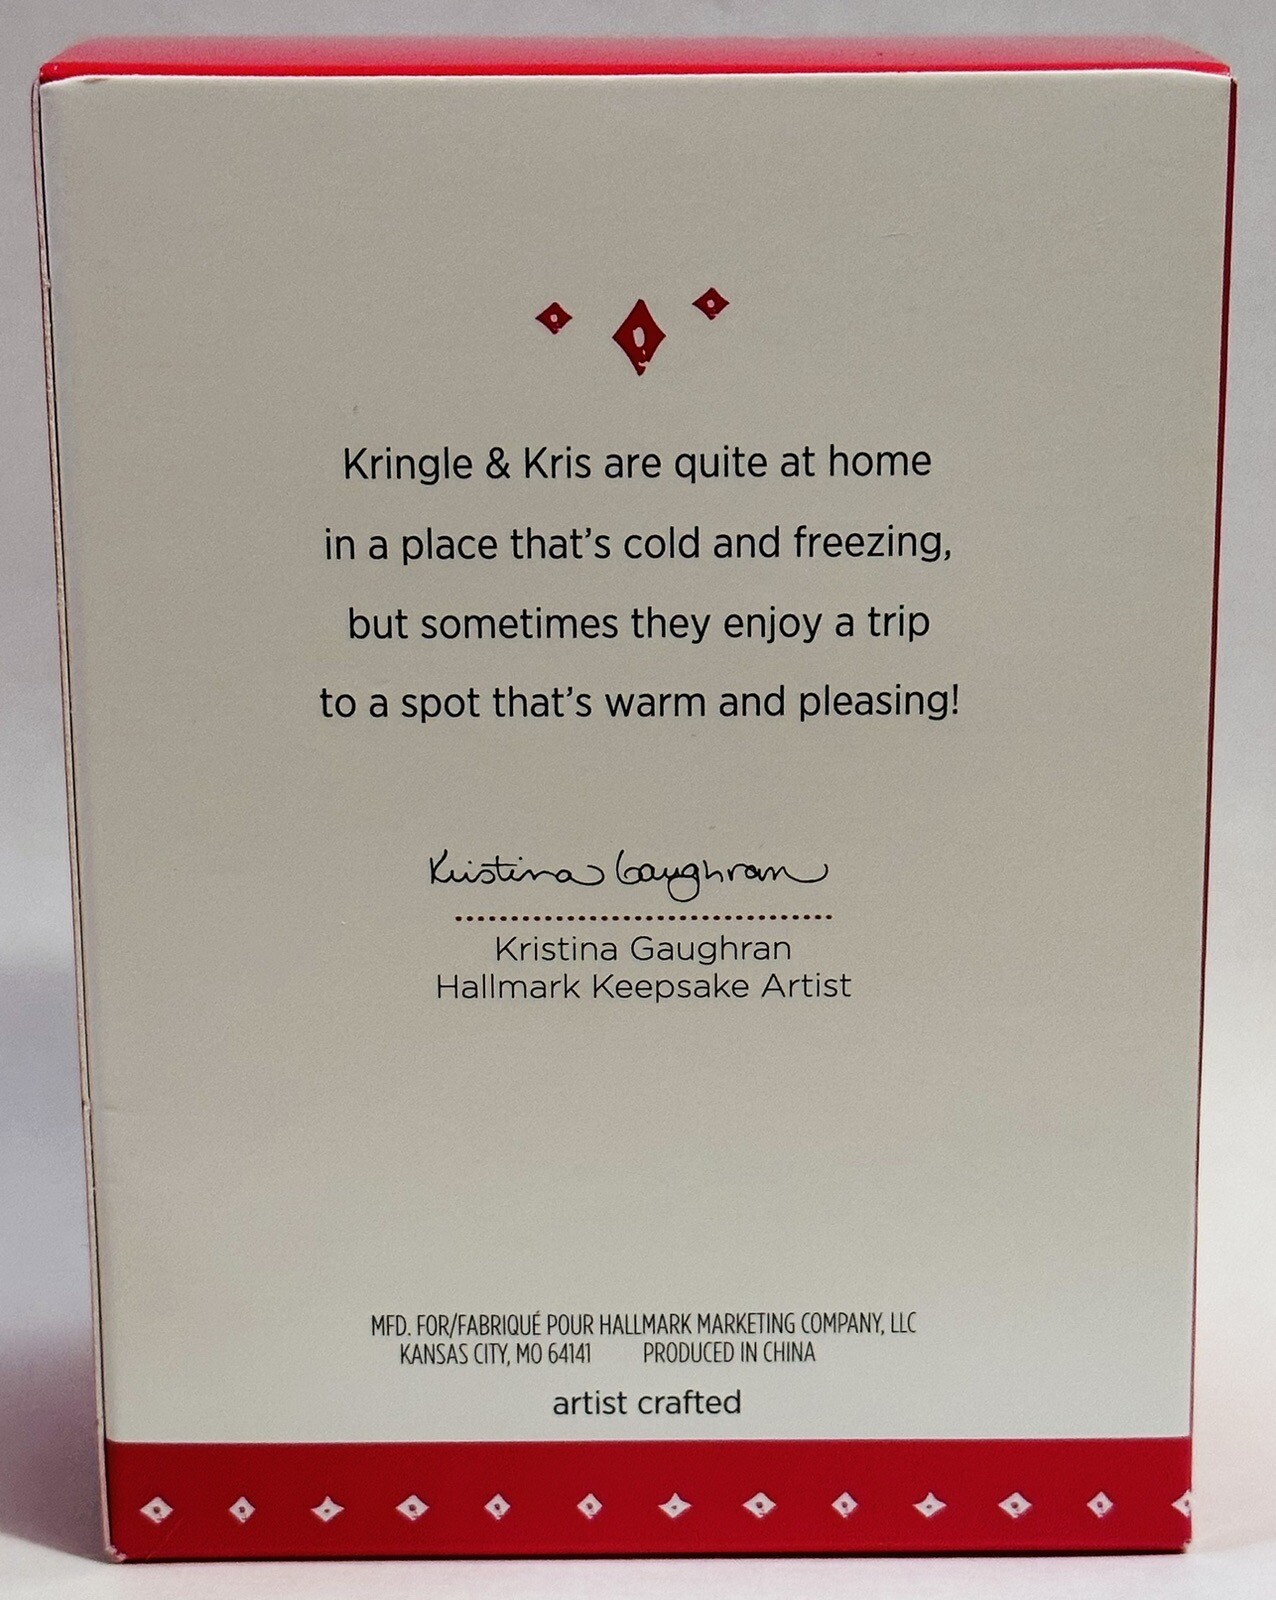 Kringle & Kris are quite at home
in a place that's cold and freezing,
but sometimes they enjoy a trip
to a spot that's warm and pleasing!
Kristina Gaughran
Kristina Gaughran
Hallmark Keepsake Artist
MFD. FOR/FABRIQUÉ POUR HALLMARK MARKETING COMPANY, LLC
KANSAS CITY, MO 64141 PRODUCED IN CHINA
artist crafted